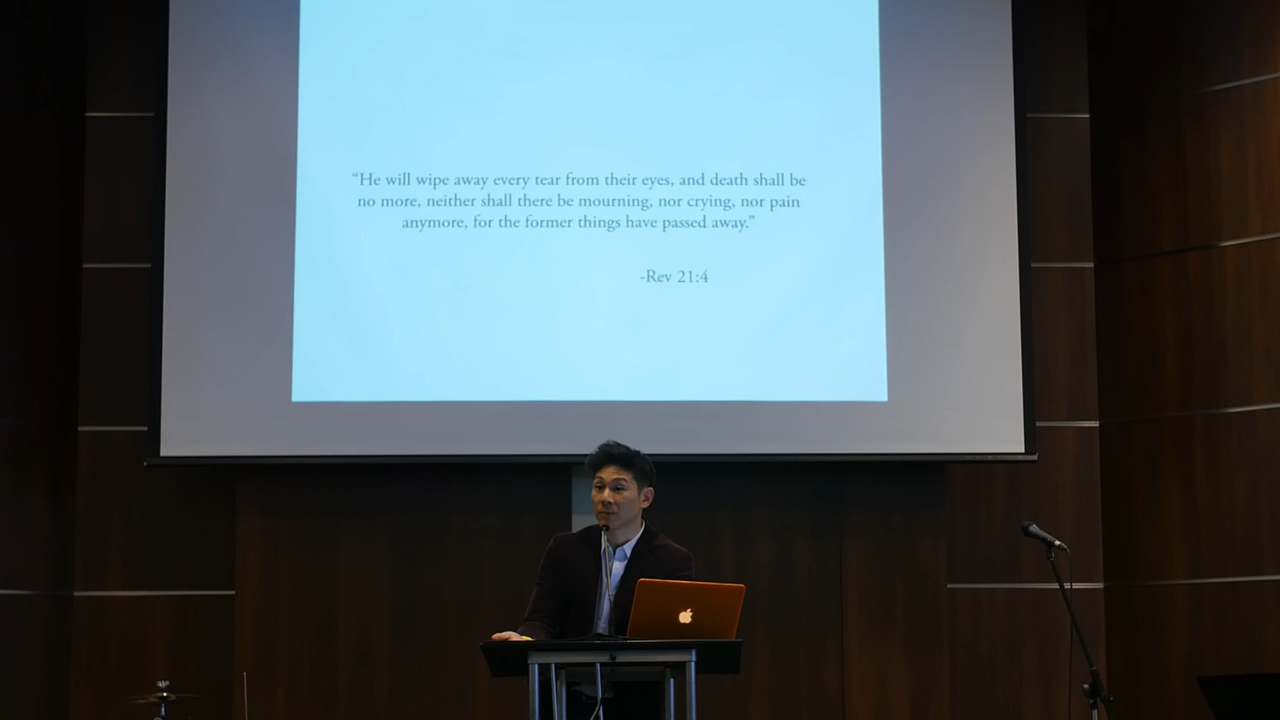 “He will wipe away every tear from their eyes, and death shall be
no more, neither shall there be mourning, nor crying, nor pain
anymore, for the former things have passed away.”
-Rev 21:4